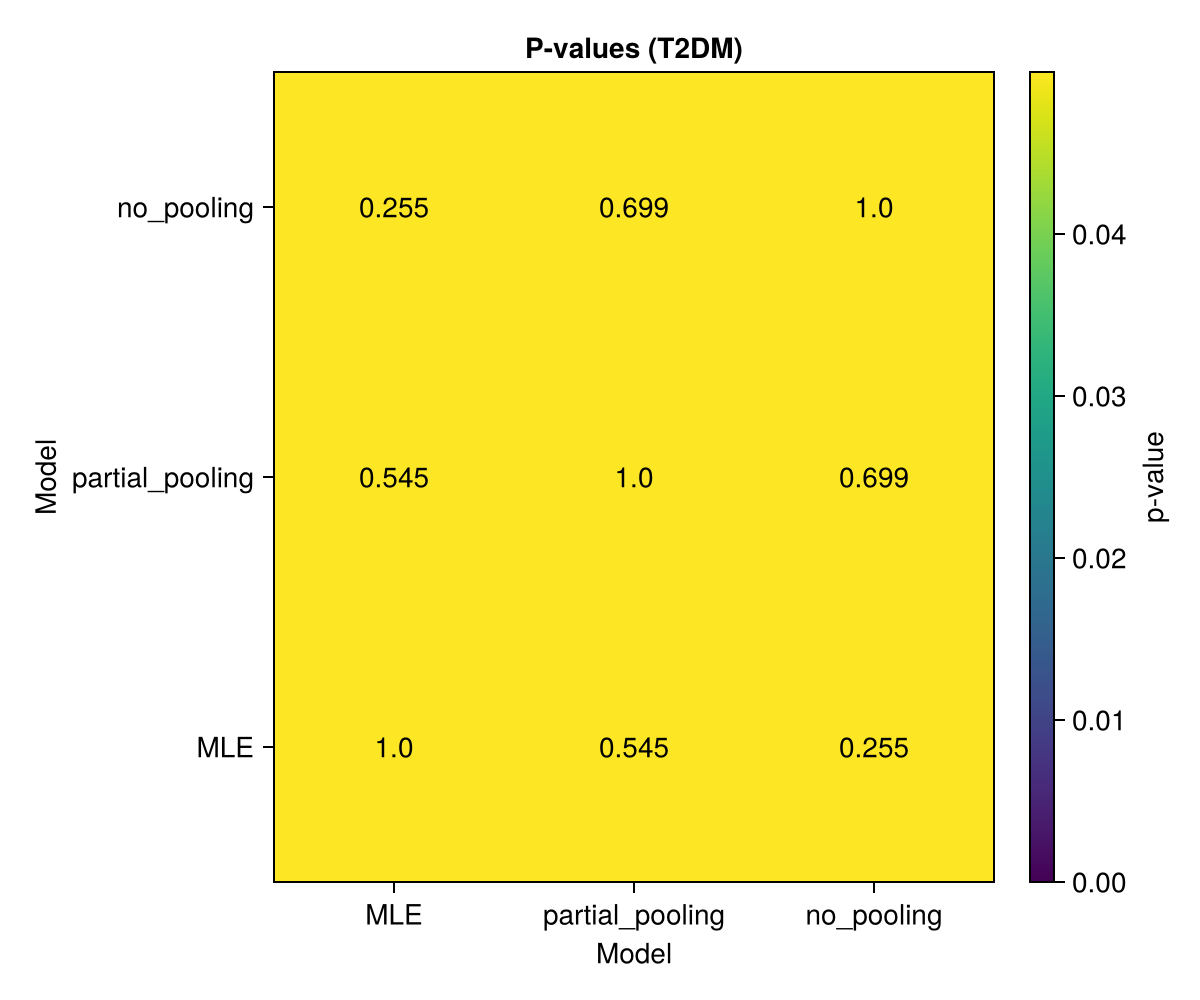 P-values (T2DM)
no_pooling 0.255 0.699 1.0
0.04
0.03
Model partial_pooling 0.545 1.0 0.699 p-value
0.02
0.01
MLE 1.0 0.545 0.255
0.00
MLE partial_pooling no_pooling
Model